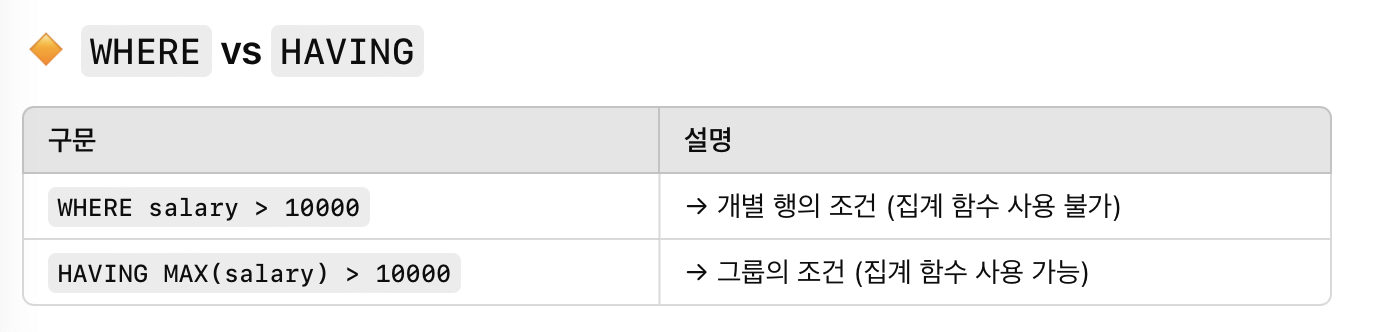 WHERE vs HAVING
구문 설명
WHERE salary > 10000 → 개별 행의 조건 (집계 함수 사용 불가)
HAVING MAX(salary) > 10000 → 그룹의 조건 (집계 함수 사용 가능)